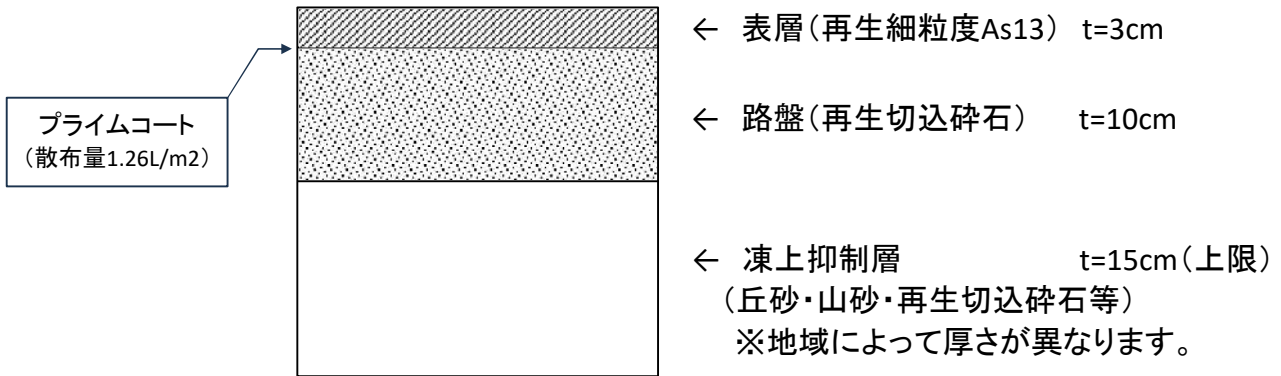 ← 表層（再生細粒度As13） t=3cm
プライムコート
（散布量1.26L/m2）
← 路盤（再生切込砕石） t=10cm
← 凍上抑制層 t=15cm（上限）
（丘砂・山砂・再生切込砕石等）
※地域によって厚さが異なります。